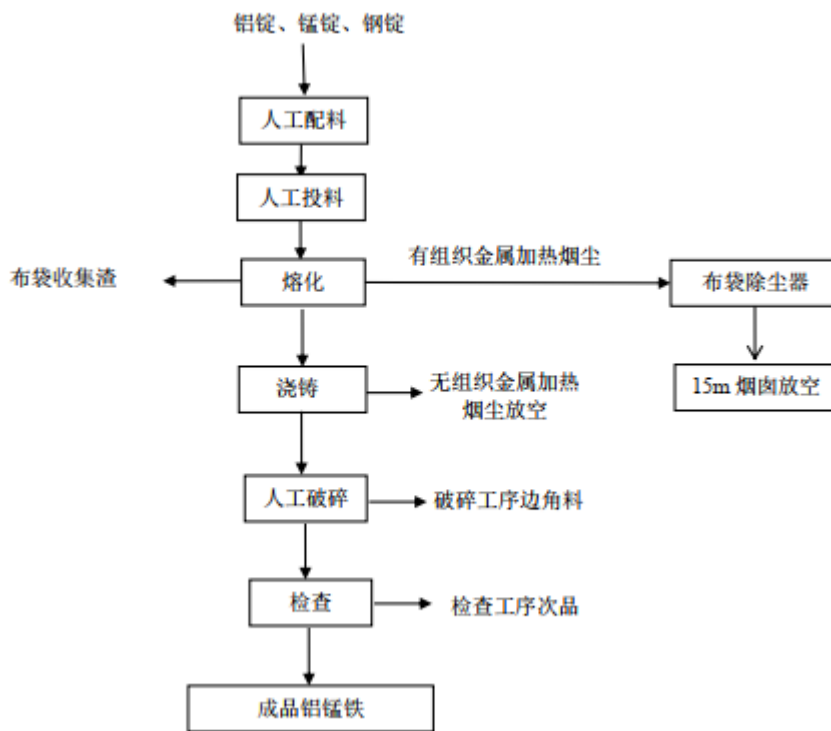 铝锭、锰锭、钢锭
人工配料
人工投料
有组织金属加热烟尘
布袋收集渣
熔化
布袋除尘器
浇铸
无组织金属加热
烟尘放空
15m 烟囱放空
人工破碎
破碎工序边角料
检查
检查工序次品
成品铝锰铁